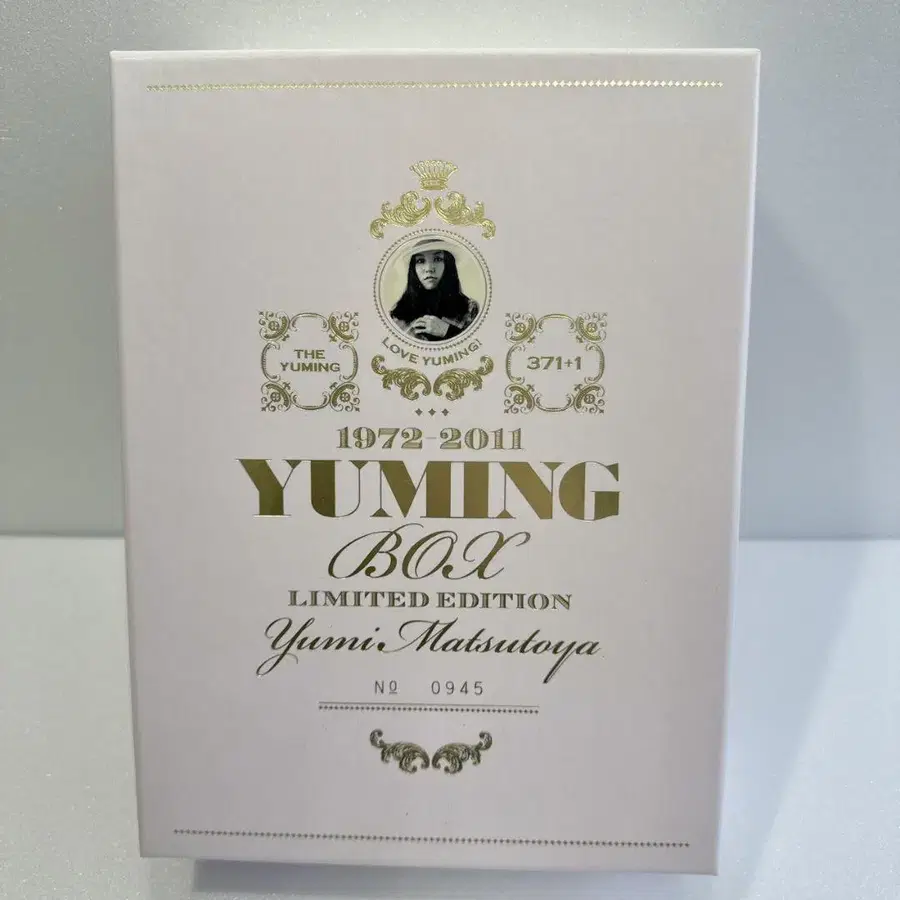 LOVE YUMING!
THE
YUMING
371+1
1972-2011
YUMING
BOX
LIMITED EDITION
Yumi Matsutoya
Nº 0945